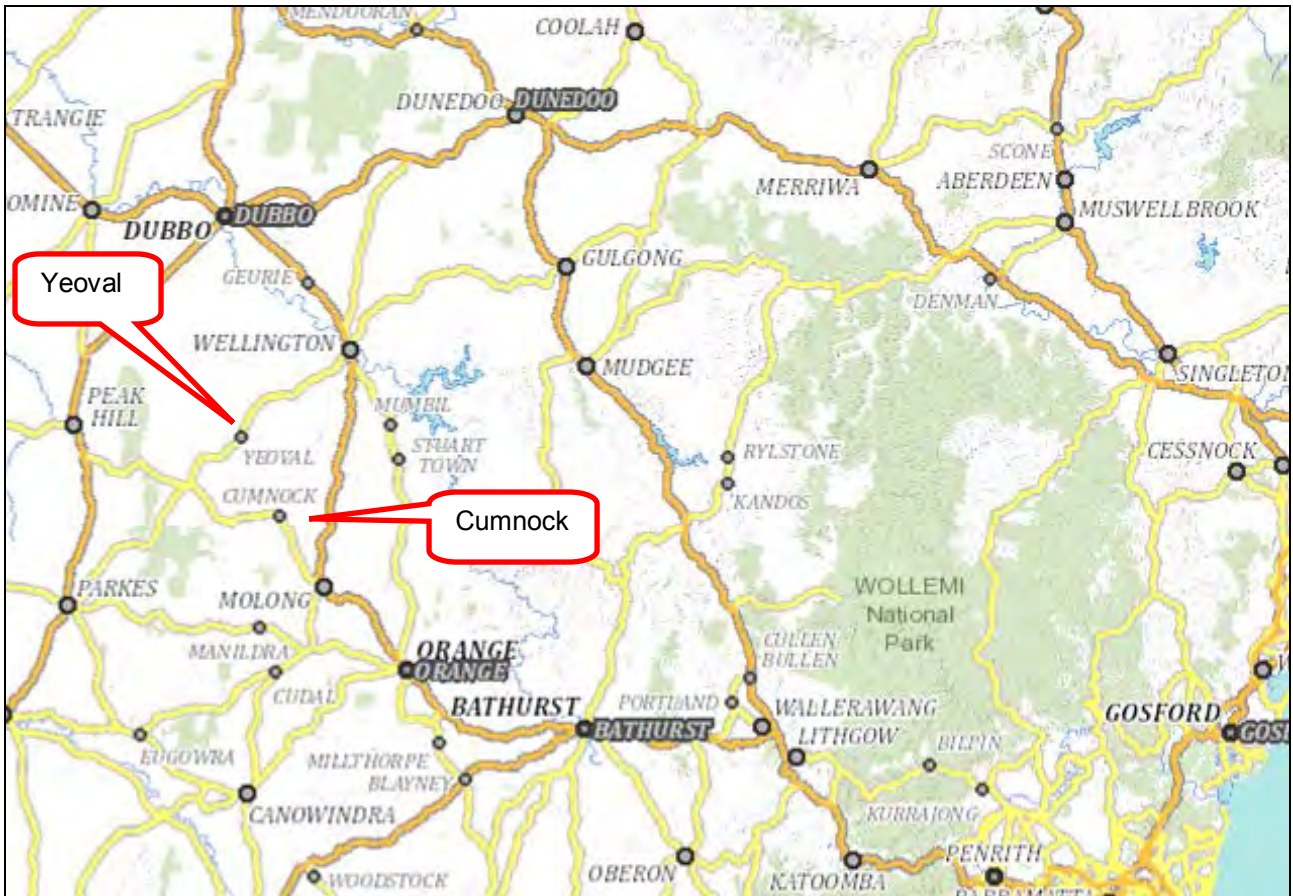 MENDOORAN
COOLAH
DUNEDOO
DUNEDOO
TRANGIE
SCONE
MERRIWA
ABERDEEN
OMINE
DUBBO
DUBBO
MUSWELLBROOK
Yeoval
GEURIE
GULGONG
DENMAN
WELLINGTON
MUDGEE
SINGLETON
PEAK
HILL
MUMBIL
YEOVAL
STUART
TOWN
RYLSTONE
CESSNOCK
CUMNOCK
KANDOS
Cumnock
PARKES
MOLONG
WOLLEMI
National
Park
MANILDRA
ORANGE
ORANGE
CULLEN
BULLEN
CUDAL
BATHURST
BATHURST
PORTLAND
WALLERAWANG
GOSFORD
GOSF
EUGOWRA
MILLTHORPE
LITHGOW
BILPIN
BLAYNEY
CANOWINDRA
KURRAJONG
OBERON
PENRITH
WOODSTOCK
KATOOMBA
PARRAMATTA